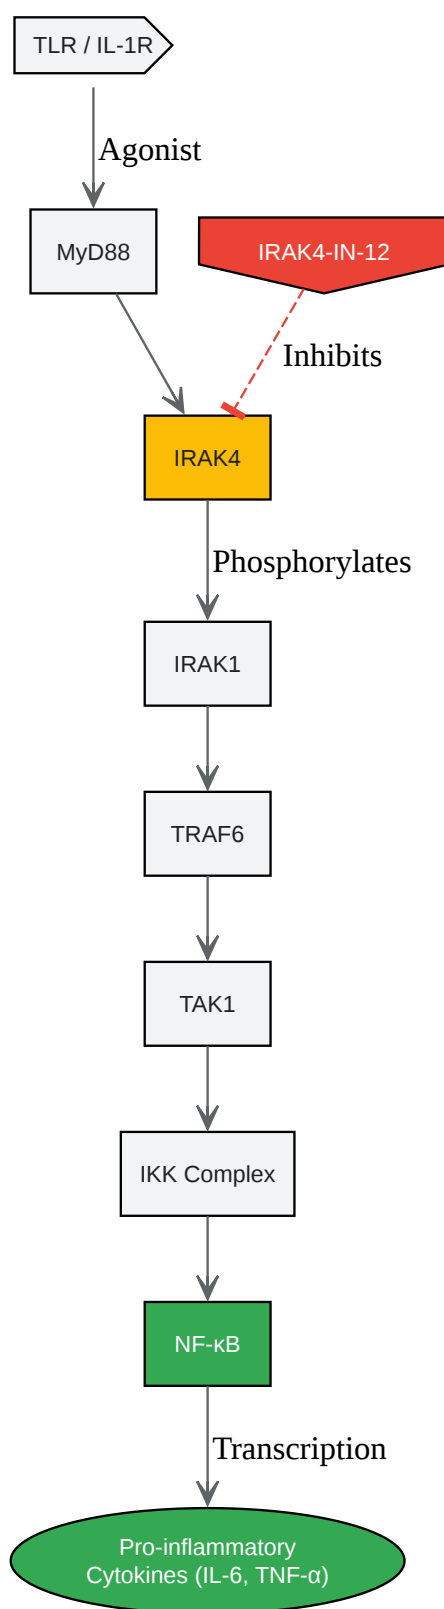 TLR / IL-1R
Agonist
MyD88
IRAK4-IN-12
Inhibits
IRAK4
Phosphorylates
IRAK1
TRAF6
TAK1
IKK Complex
NF-κB
Transcription
Pro-inflammatory
Cytokines (IL-6, TNF-α)